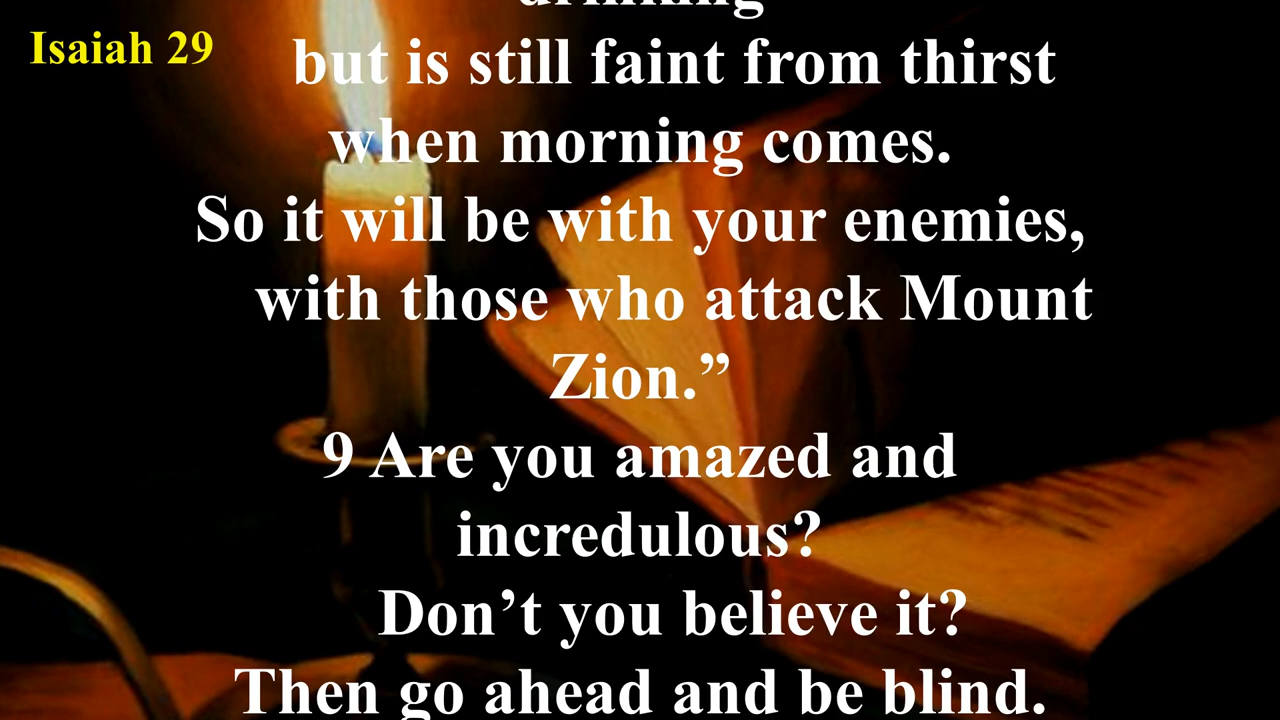 Isaiah 29
drinking
but is still faint from thirst
when morning comes.
So it will be with your enemies,
with those who attack Mount
Zion.”
9 Are you amazed and
incredulous?
Don’t you believe it?
Then go ahead and be blind.